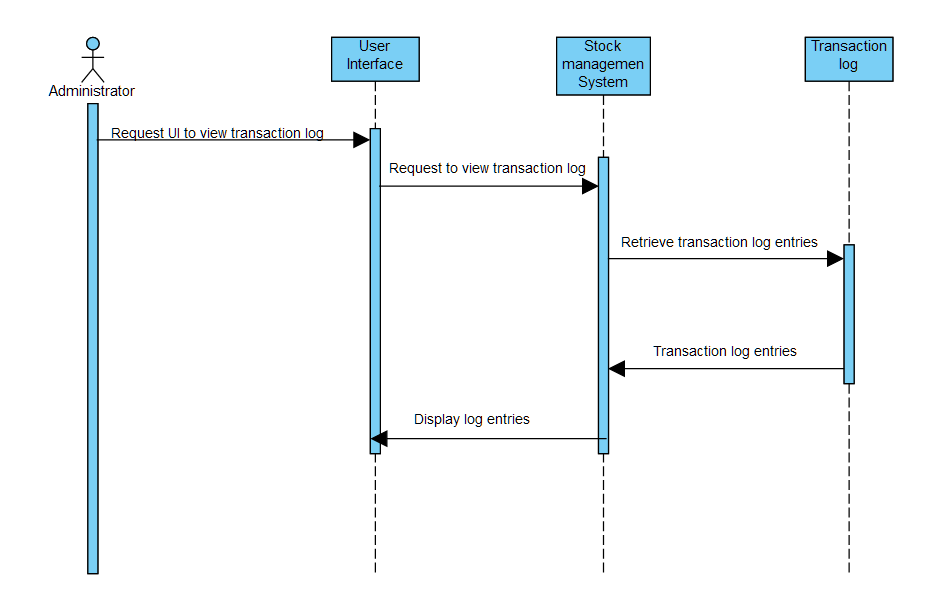 User
Interface
Stock
managemen
System
Transaction
log
Administrator
Request UI to view transaction log
Request to view transaction log
Retrieve transaction log entries
Transaction log entries
Display log entries